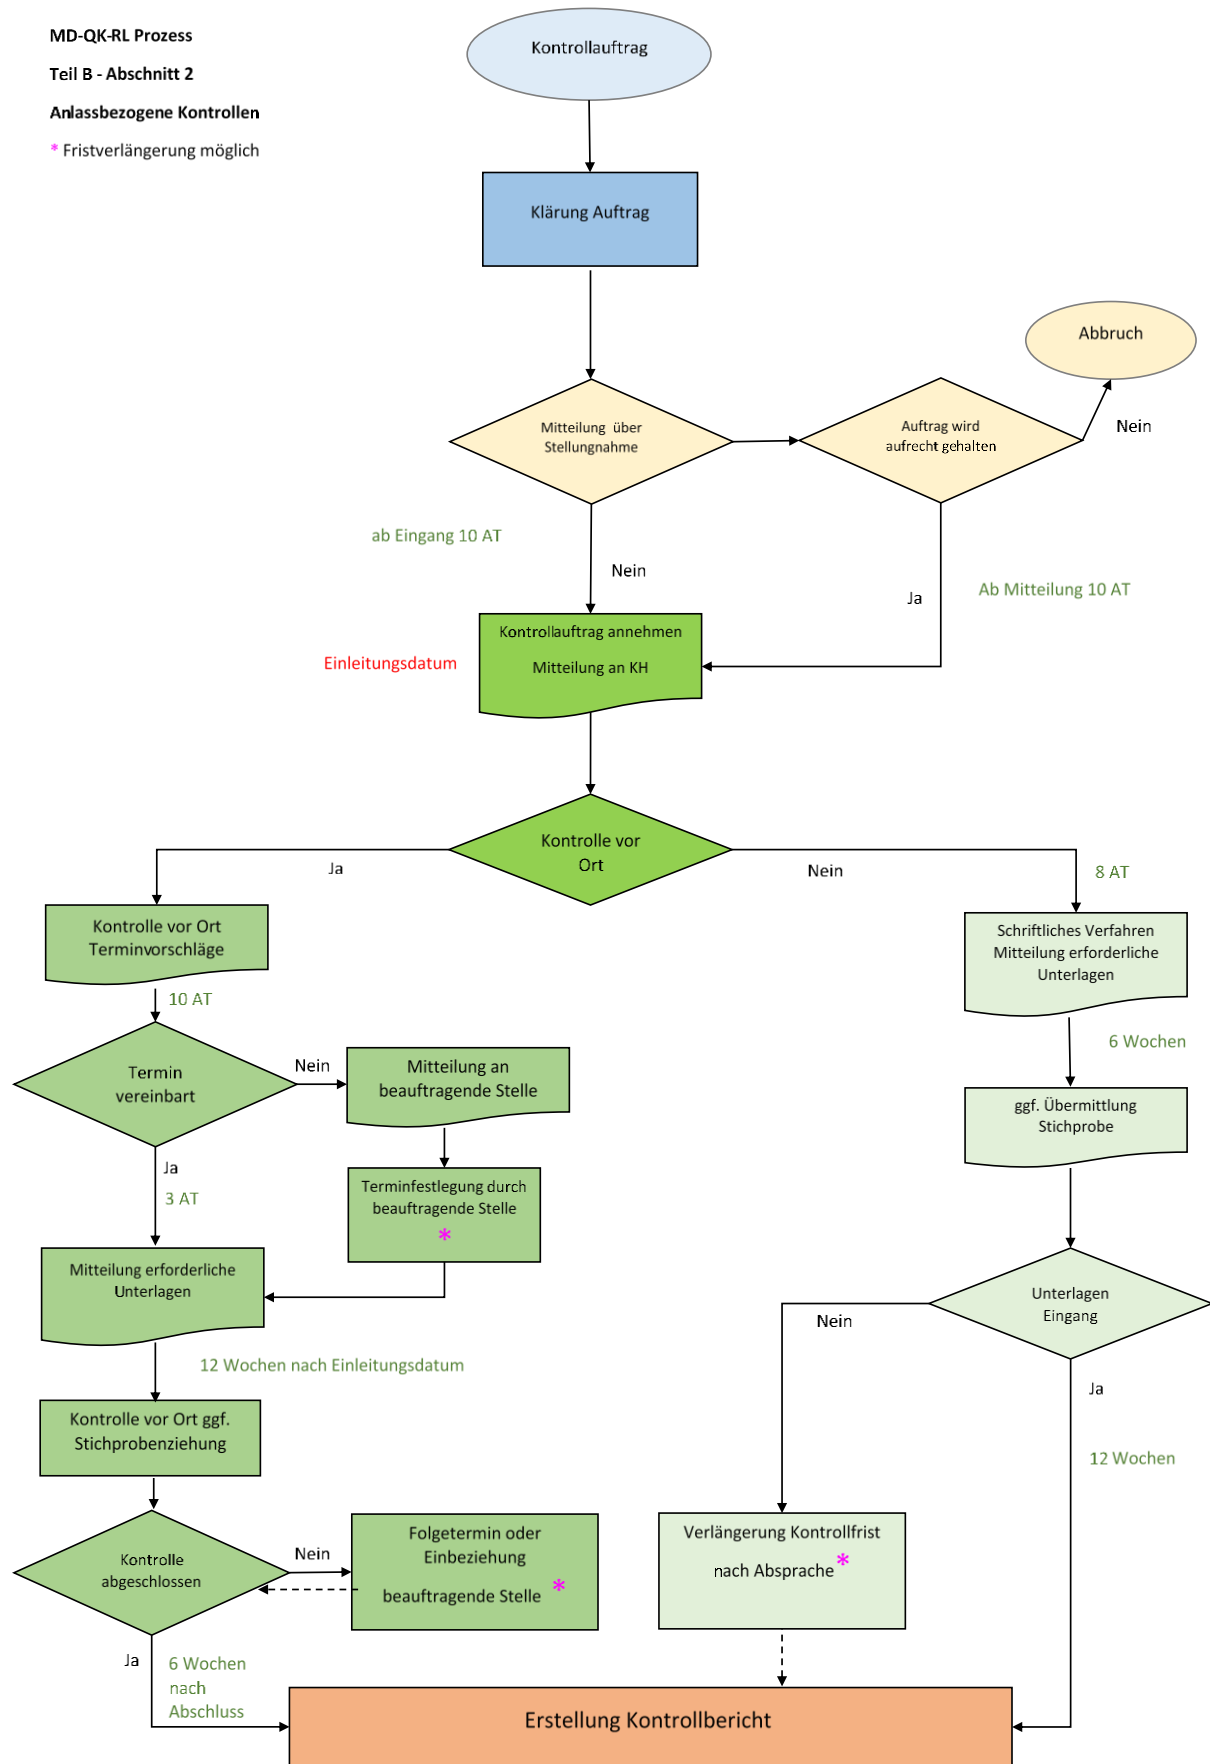 MD-QK-RL Prozess
Teil B - Abschnitt 2
Anlassbezogene Kontrollen
* Fristverlängerung möglich
Kontrollauftrag
Klärung Auftrag
Abbruch
Mitteilung über
Stellungnahme
Auftrag wird
aufrecht gehalten
Nein
ab Eingang 10 AT
Nein
Ja
Ab Mitteilung 10 AT
Einleitungsdatum
Kontrollauftrag annehmen
Mitteilung an KH
Kontrolle vor
Ort
Ja
Nein
8 AT
Kontrolle vor Ort
Terminvorschläge
10 AT
Termin
vereinbart
Nein
Mitteilung an
beauftragende Stelle
Ja
3 AT
Terminfestlegung durch
beauftragende Stelle
*
Mitteilung erforderliche
Unterlagen
12 Wochen nach Einleitungsdatum
Kontrolle vor Ort ggf.
Stichprobenziehung
Kontrolle
abgeschlossen
Nein
Folgetermin oder
Einbeziehung
beauftragende Stelle *
Ja
6 Wochen
nach
Abschluss
Schriftliches Verfahren
Mitteilung erforderliche
Unterlagen
6 Wochen
ggf. Übermittlung
Stichprobe
Unterlagen
Eingang
Nein
Ja
12 Wochen
Verlängerung Kontrollfrist
nach Absprache *
Erstellung Kontrollbericht